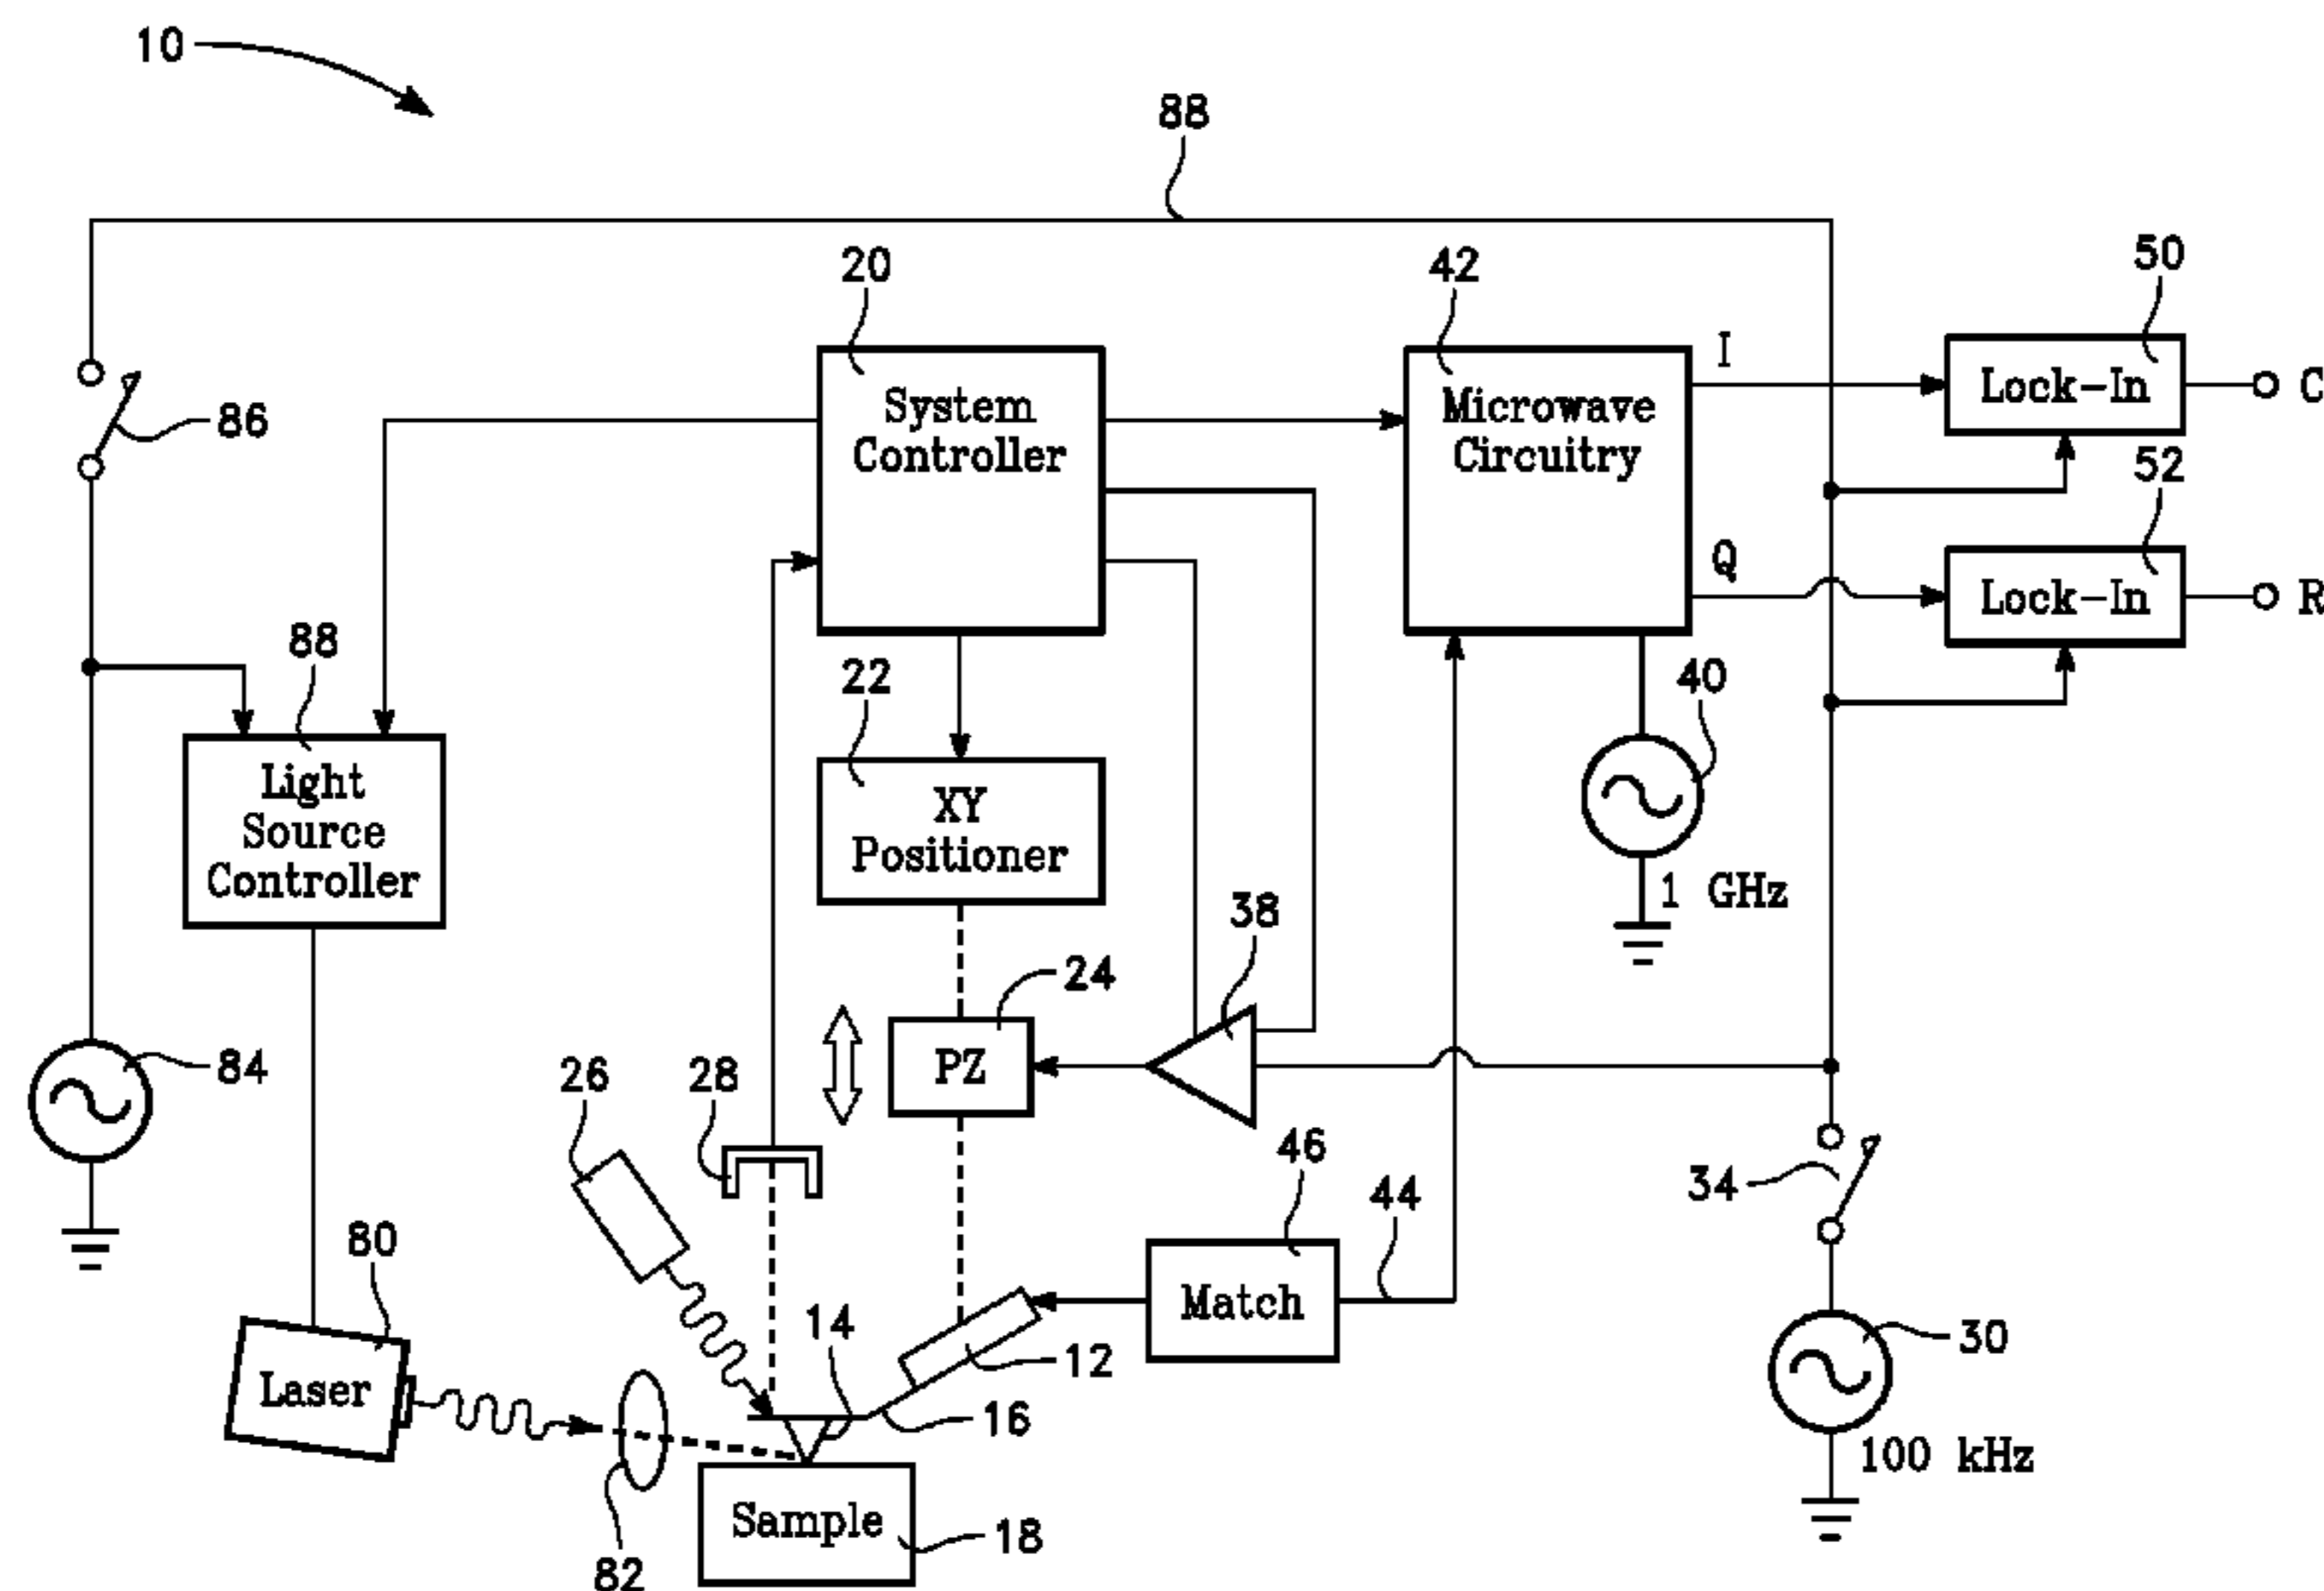 10
88
20
42
50
I
System
Controller
Microwave
Circuitry
Lock-In
C
86
52
Q
Lock-In
R
88
22
40
Light
Source
Controller
XY
Positioner
1 GHz
38
24
84
26
28
PZ
46
34
44
80
14
Match
30
12
Laser
16
100 kHz
Sample
18
82